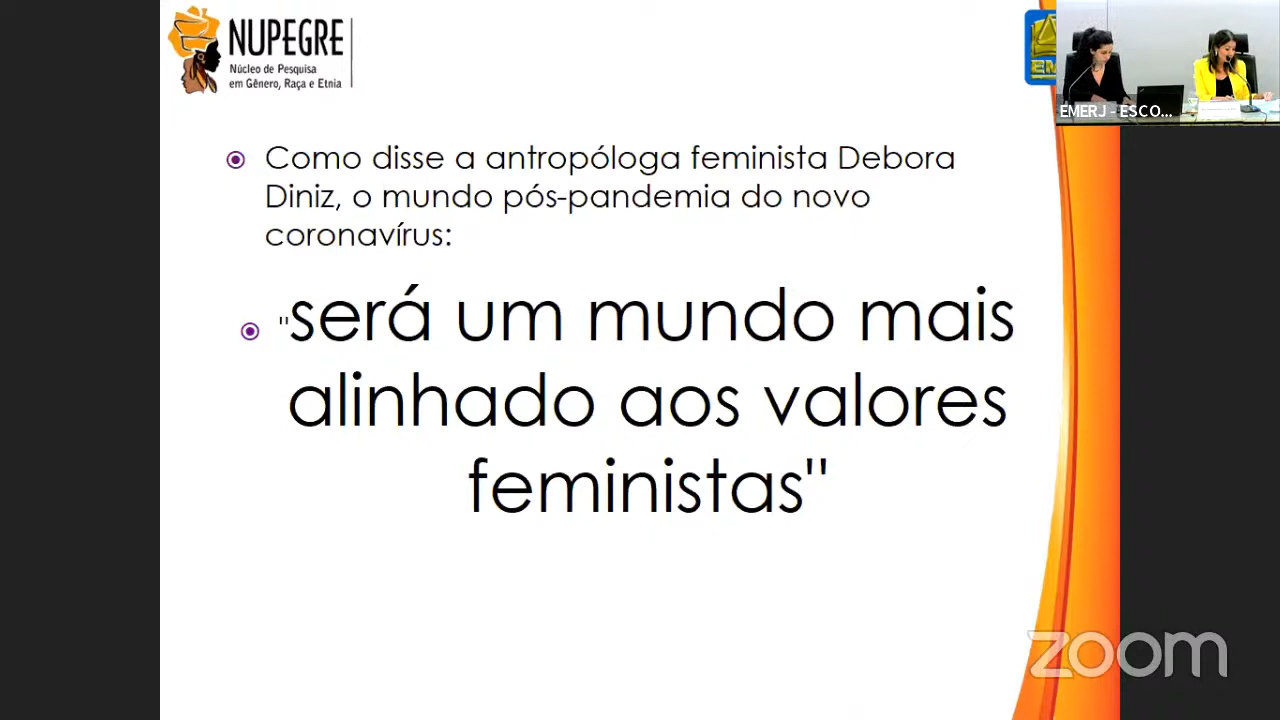 NUPEGRE
Núcleo de Pesquisa
em Gênero, Raça e Etnia
EMERJ - ESCO...
Como disse a antropóloga feminista Debora
Diniz, o mundo pós-pandemia do novo
coronavírus:
"será um mundo mais
alinhado aos valores
feministas"
zoom